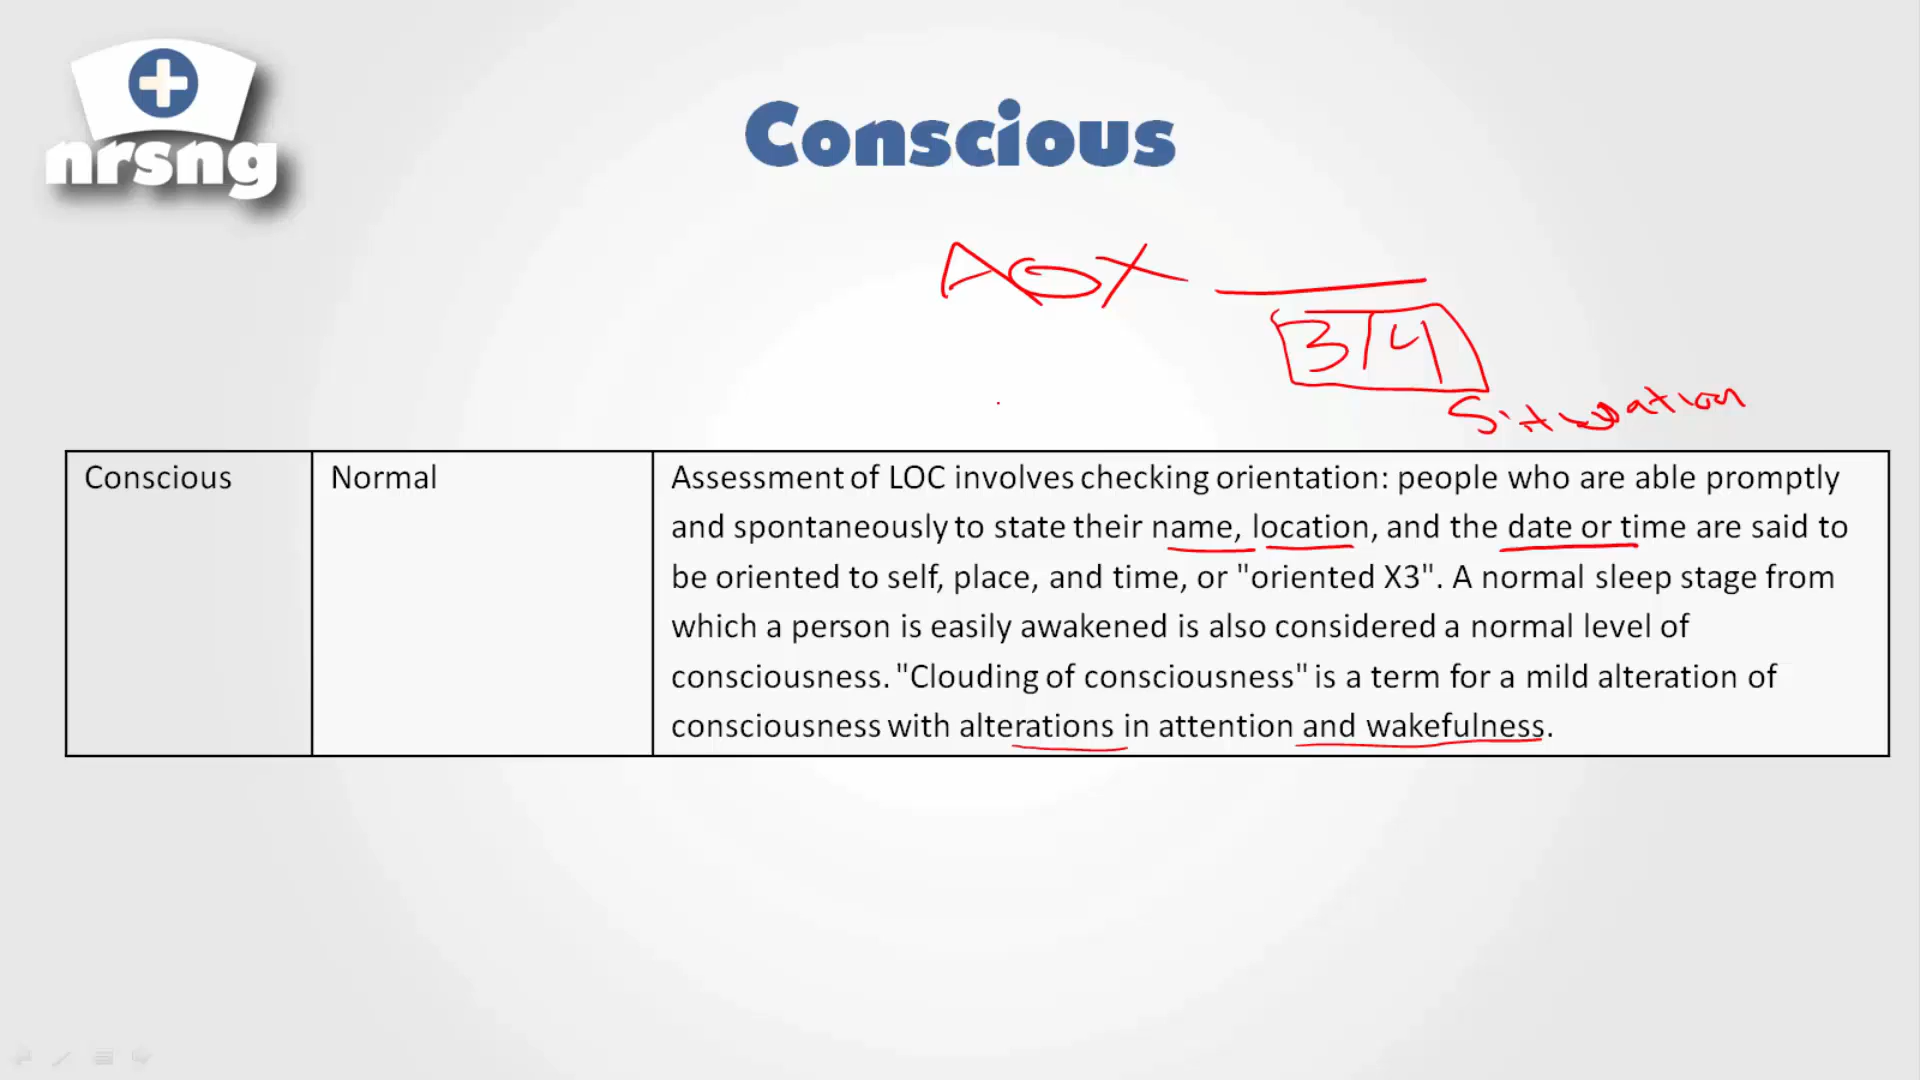 nrsng
Conscious
AOX
3/4
Situation
Conscious
Normal
Assessment of LOC involves checking orientation: people who are able promptly
and spontaneously to state their name, location, and the date or time are said to
be oriented to self, place, and time, or "oriented X3". A normal sleep stage from
which a person is easily awakened is also considered a normal level of
consciousness. "Clouding of consciousness" is a term for a mild alteration of
consciousness with alterations in attention and wakefulness.